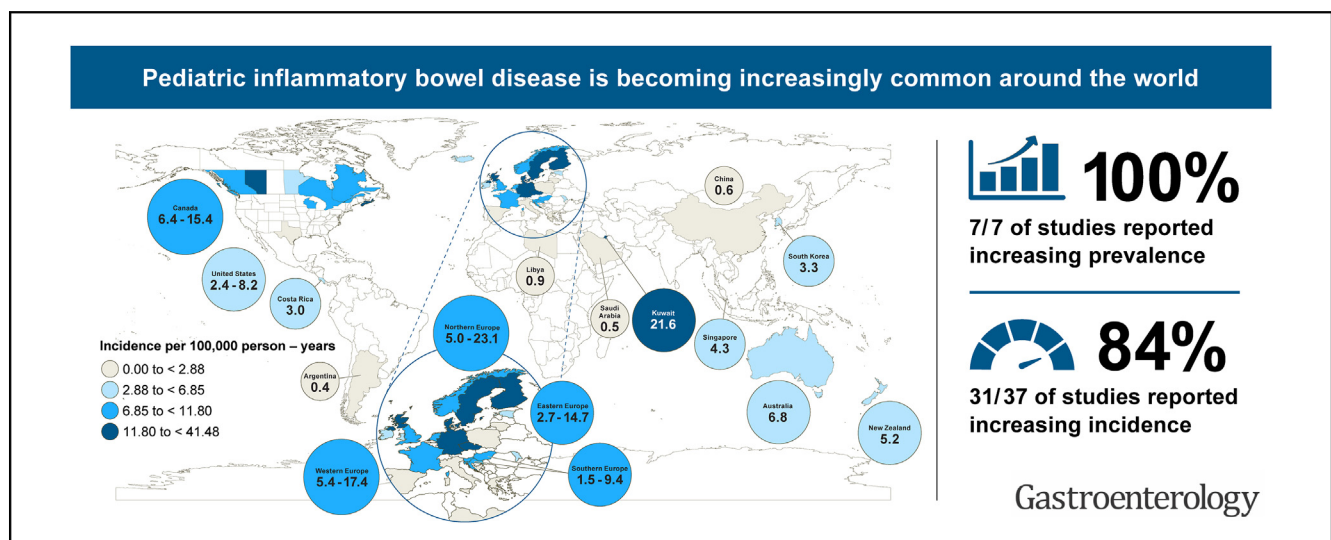 Pediatric inflammatory bowel disease is becoming increasingly common around the world
Canada
6.4 - 15.4
United States
2.4 - 8.2
Costa Rica
3.0
Incidence per 100,000 person – years
0.00 to < 2.88
2.88 to < 6.85
6.85 to < 11.80
11.80 to < 41.48
Argentina
0.4
Northern Europe
5.0 - 23.1
Western Europe
5.4 - 17.4
Eastern Europe
2.7 - 14.7
Southern Europe
1.5 - 9.4
Libya
0.9
Saudi
Arabia
0.5
Kuwait
21.6
China
0.6
South Korea
3.3
Singapore
4.3
Australia
6.8
New Zealand
5.2
100%
7/7 of studies reported
increasing prevalence
84%
31/37 of studies reported
increasing incidence
Gastroenterology